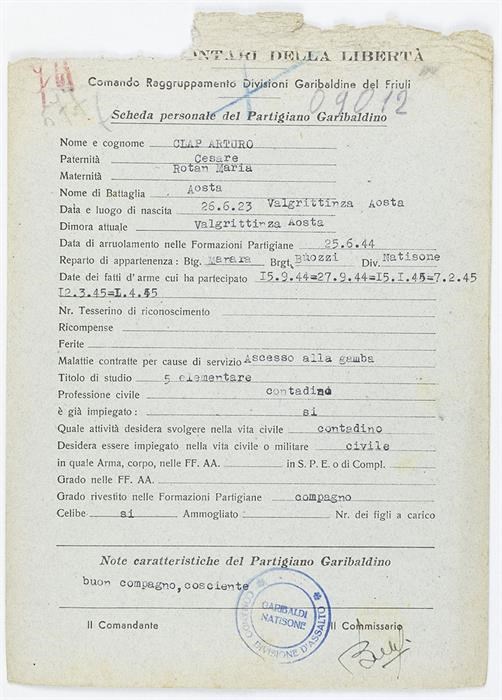 ONTARI DELLA LIBERTÀ
Comando Raggruppamento Divisioni Garibaldine del Friuli
09012
Scheda personale del Partigiano Garibaldino
Nome e cognome CLAP ARTURO
Paternità Cesare
Maternità Rotan Maria
Nome di Battaglia Aosta
Data e luogo di nascita 26.6.23 Valgrittinza Aosta
Dimora attuale Valgrittinza Aosta
Data di arruolamento nelle Formazioni Partigiane 25.6.44
Reparto di appartenenza: Btg. Marara Brgt. Buozzi Div. Natisone
Date dei fatti d'arme cui ha partecipato I5.9.44=27.9.44=I5.I.45=7.2.45
I2.3.45=I.4.45
Nr. Tesserino di riconoscimento
Ricompense
Ferite
Malattie contratte per cause di servizio Ascesso alla gamba
Titolo di studio 5 elementare
Professione civile contadino
è già impiegato: si
Quale attività desidera svolgere nella vita civile contadino
Desidera essere impiegato nella vita civile o militare civile
in quale Arma, corpo, nelle FF. AA. in S. P. E. o di Compl.
Grado nelle FF. AA.
Grado rivestito nelle Formazioni Partigiane compagno
Celibe si Ammogliato Nr. dei figli a carico
Note caratteristiche del Partigiano Garibaldino
buon compagno, cosciente
COMANDO DIVISIONE D'ASSALTO
GARIBALDI
NATISONE
Il Comandante Il Commissario